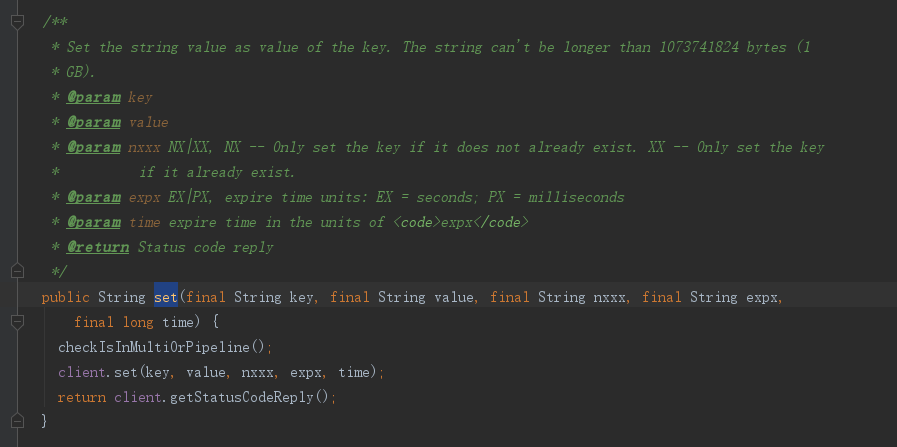 /**
* Set the string value as value of the key. The string can't be longer than 1073741824 bytes (1
* GB).
* @param key
* @param value
* @param nxxx NX|XX, NX -- Only set the key if it does not already exist. XX -- Only set the key
* if it already exist.
* @param expx EX|PX, expire time units: EX = seconds; PX = milliseconds
* @param time expire time in the units of <code>expx</code>
* @return Status code reply
*/
public String set(final String key, final String value, final String nxxx, final String expx,
final long time) {
checkIsInMultiOrPipeline();
client.set(key, value, nxxx, expx, time);
return client.getStatusCodeReply();
}